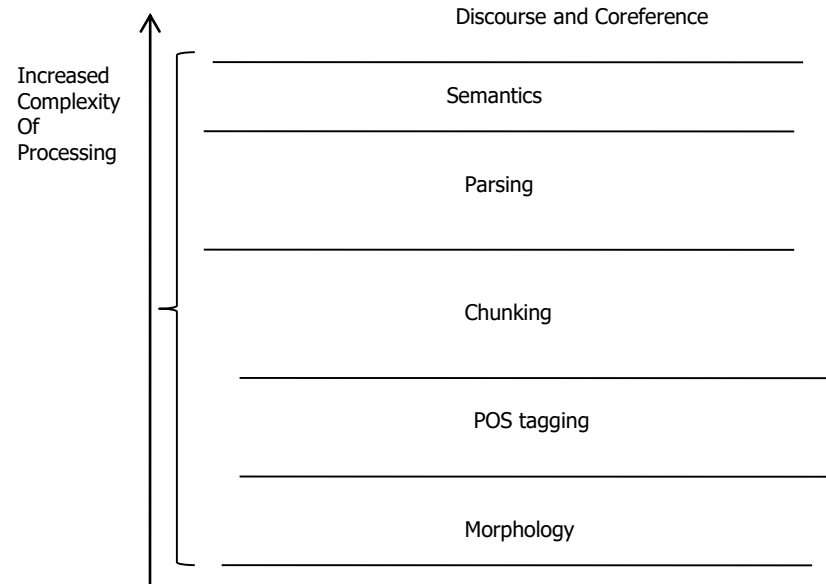 Discourse and Coreference
Increased
Complexity
Of
Processing
Semantics
Parsing
Chunking
POS tagging
Morphology